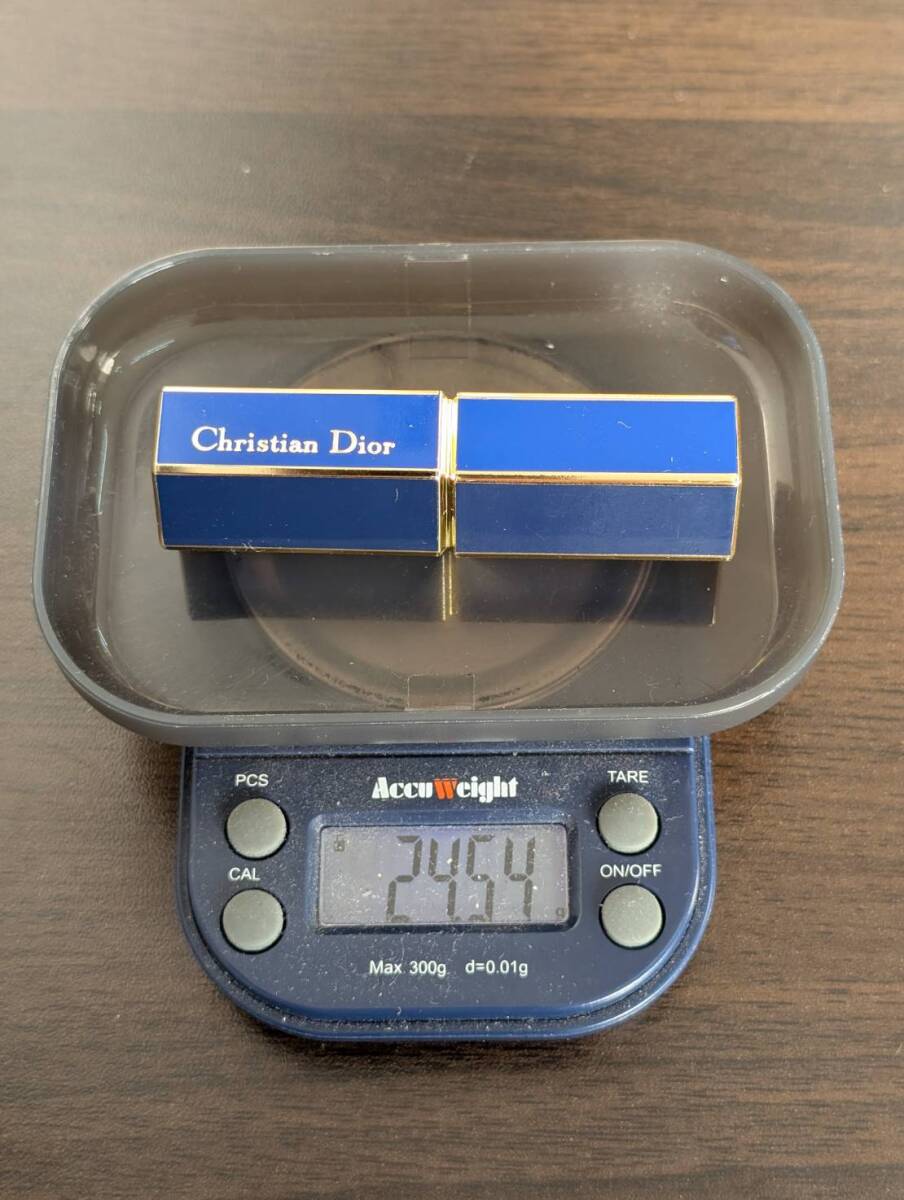 Christian Dior
PCS
AccuWeight
TARE
CAL
24.54 g
ON/OFF
Max 300g d=0.01g